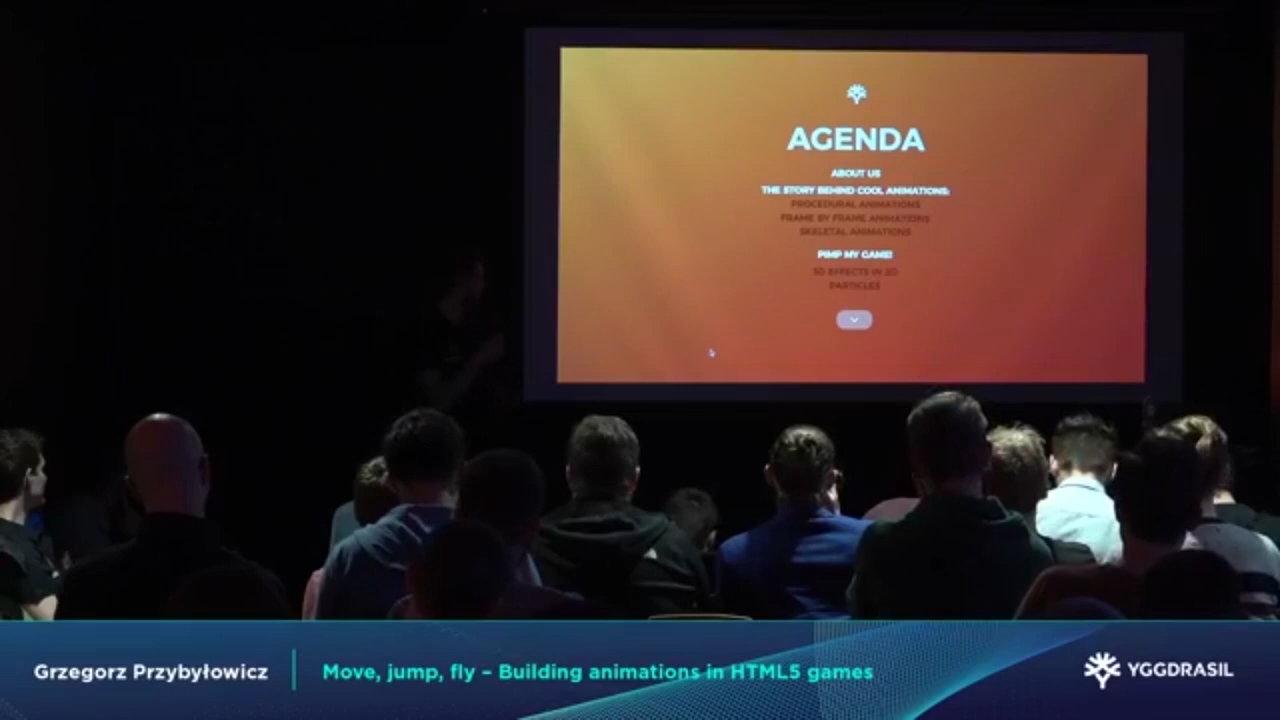 AGENDA
ABOUT US
THE STORY BEHIND COOL ANIMATIONS:
PROCEDURAL ANIMATIONS
FRAME BY FRAME ANIMATIONS
SKELETAL ANIMATIONS
PIMP MY GAME!
3D EFFECTS IN 2D
PARTICLES
Grzegorz Przybyłowicz
Move, jump, fly – Building animations in HTML5 games
YGGDRASIL